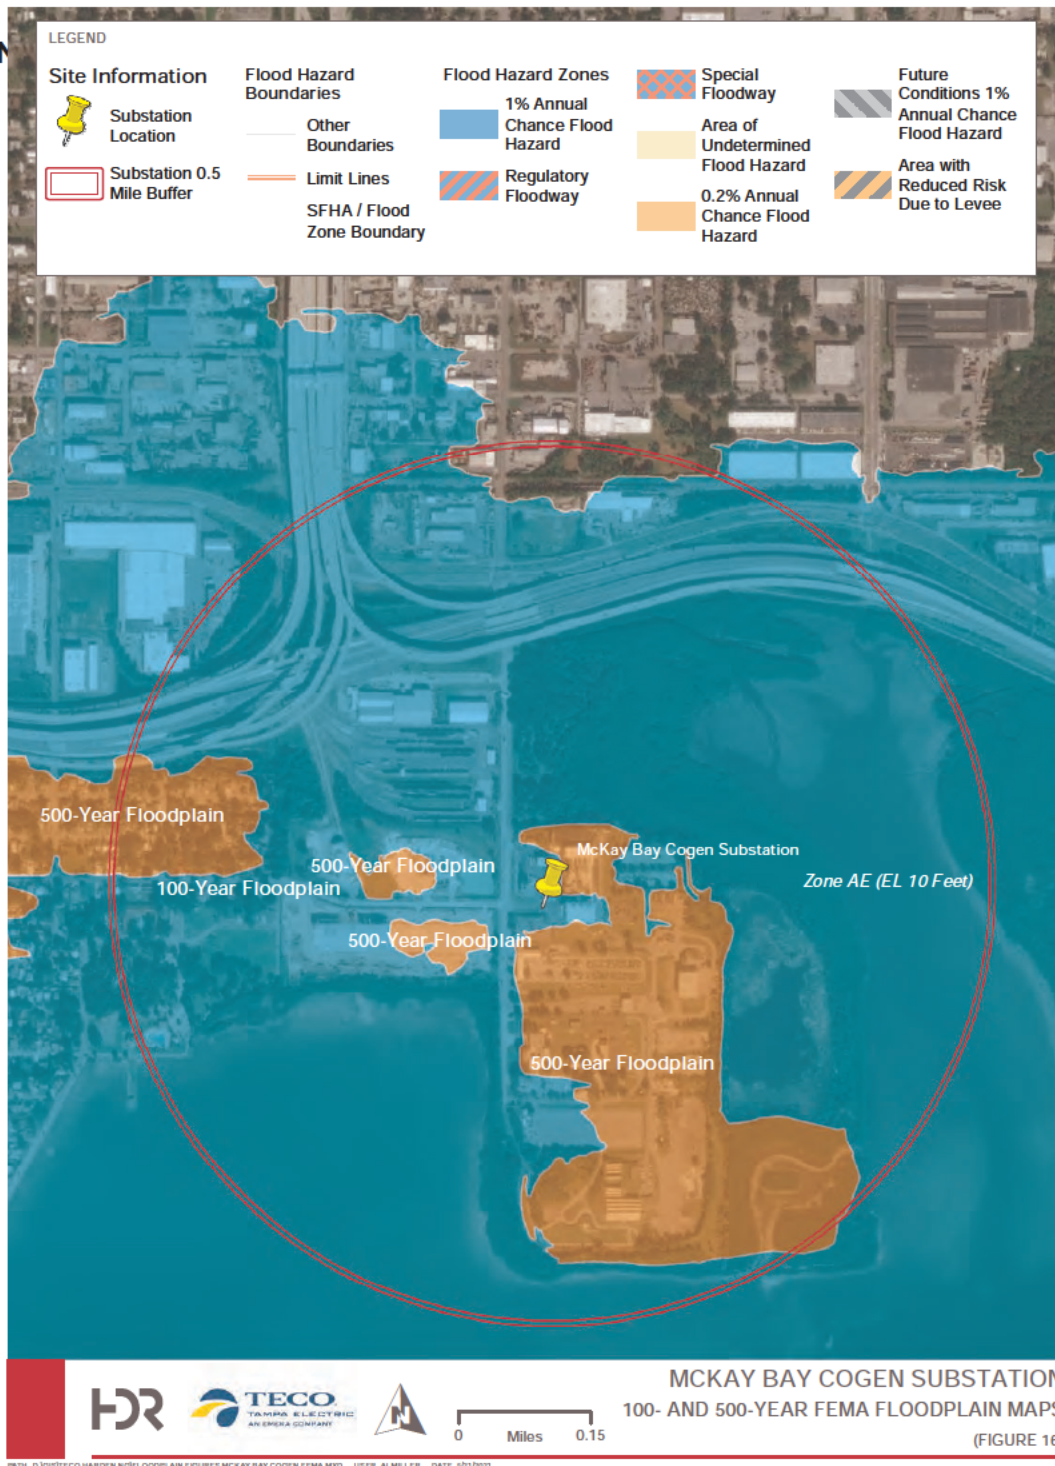 N
LEGEND
Site Information
Substation
Location
Substation 0.5
Mile Buffer
Flood Hazard
Boundaries
Other
Boundaries
Limit Lines
SFHA / Flood
Zone Boundary
Flood Hazard Zones
1% Annual
Chance Flood
Hazard
Regulatory
Floodway
Special
Floodway
Area of
Undetermined
Flood Hazard
0.2% Annual
Chance Flood
Hazard
Future
Conditions 1%
Annual Chance
Flood Hazard
Area with
Reduced Risk
Due to Levee
500-Year Floodplain
500-Year Floodplain
McKay Bay Cogen Substation
100-Year Floodplain
Zone AE (EL 10 Feet)
500-Year Floodplain
500-Year Floodplain
HDR
TECO
TAMPA ELECTRIC
AN EMERA COMPANY
N
0 Miles 0.15
MCKAY BAY COGEN SUBSTATION
100- AND 500-YEAR FEMA FLOODPLAIN MAPS
(FIGURE 16